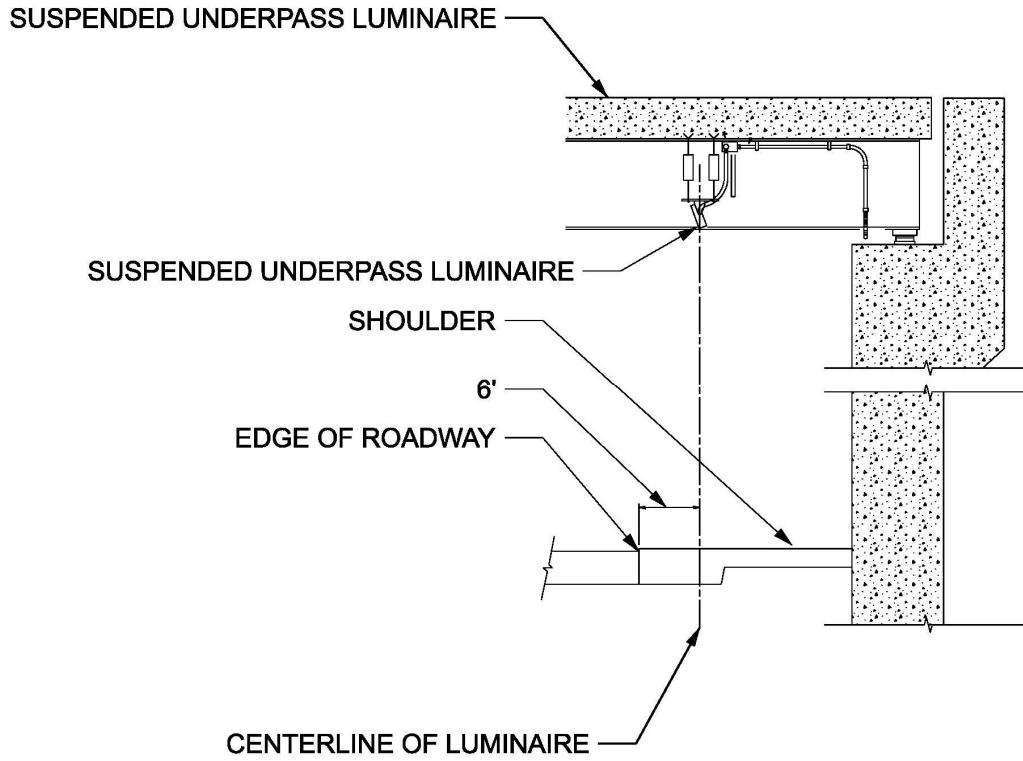 SUSPENDED UNDERPASS LUMINAIRE
SUSPENDED UNDERPASS LUMINAIRE
SHOULDER
6'
EDGE OF ROADWAY
CENTERLINE OF LUMINAIRE